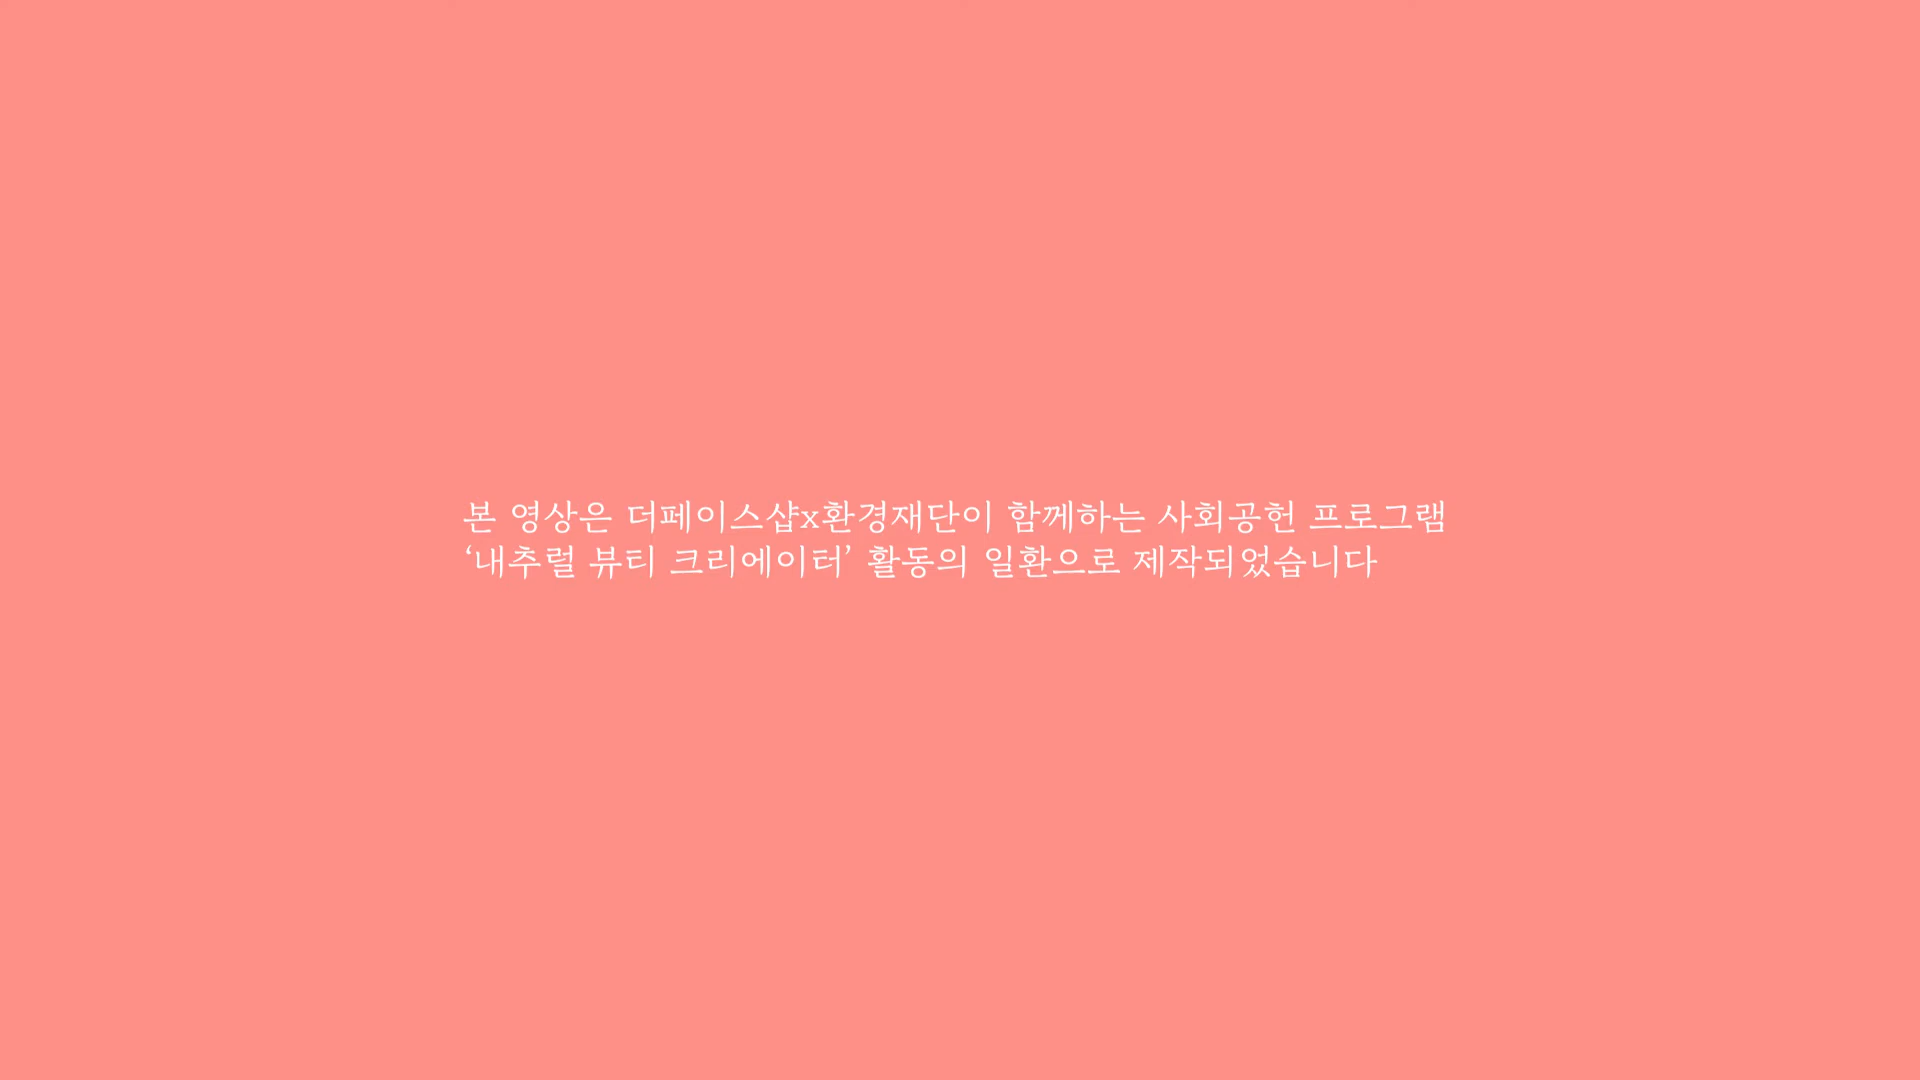 본 영상은 더페이스샵x환경재단이 함께하는 사회공헌 프로그램
‘내추럴 뷰티 크리에이터’ 활동의 일환으로 제작되었습니다